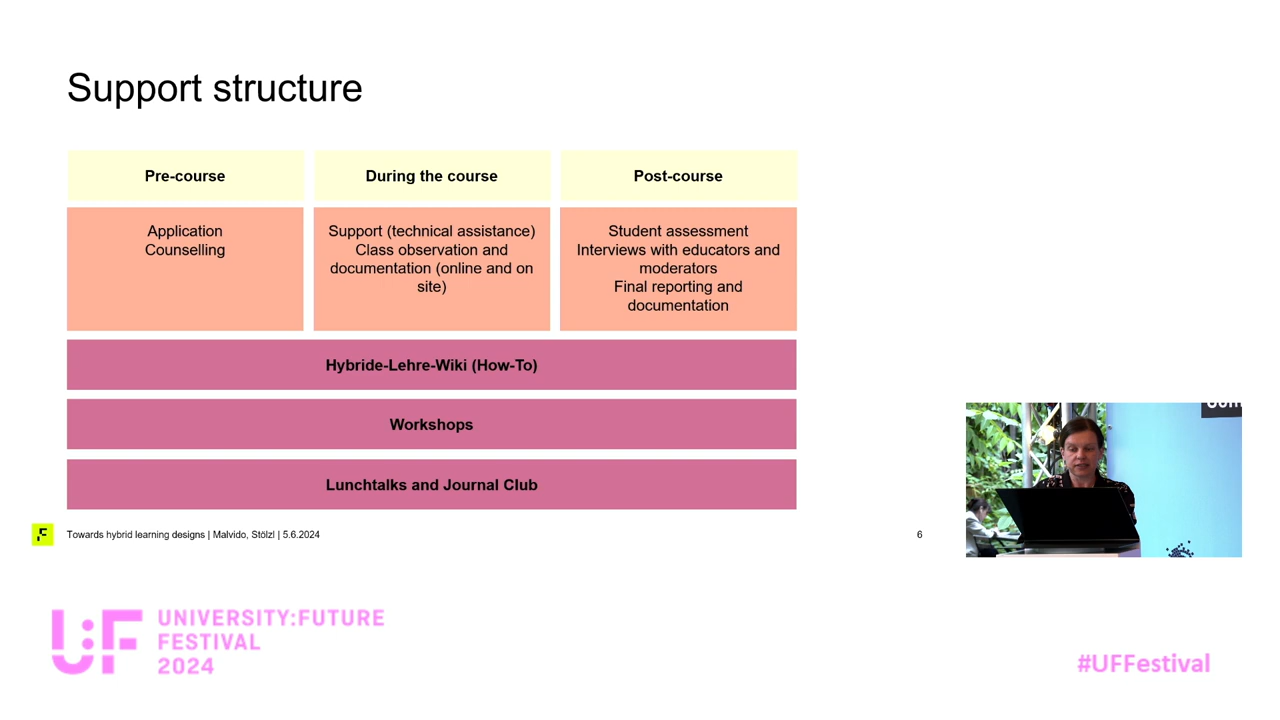 Support structure
Pre-course
During the course
Post-course
Application
Counselling
Support (technical assistance)
Class observation and
documentation (online and on
site)
Student assessment
Interviews with educators and
moderators
Final reporting and
documentation
Hybride-Lehre-Wiki (How-To)
Workshops
Lunchtalks and Journal Club
Towards hybrid learning designs | Malvido, Stölzl | 5.6.2024
6
U:F
UNIVERSITY:FUTURE
FESTIVAL
2024
#UFFestival